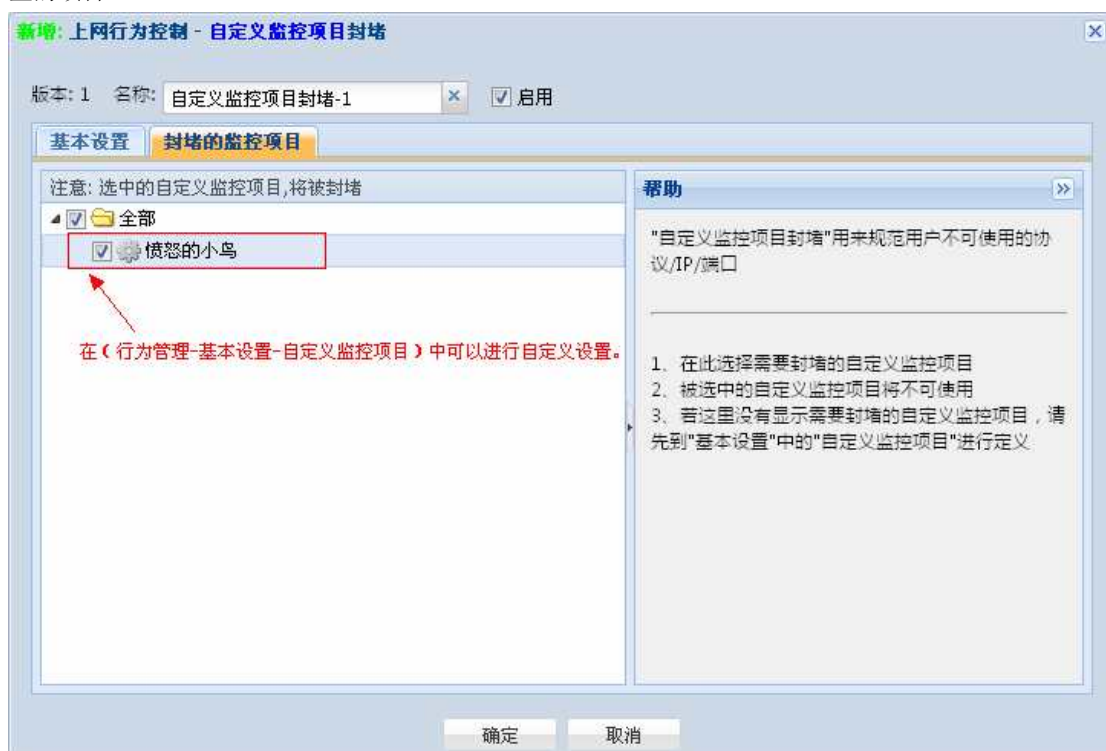 新增: 上网行为控制 - 自定义监控项目封堵
版本: 1 名称: 自定义监控项目封堵-1 启用
基本设置 封堵的监控项目
注意: 选中的自定义监控项目,将被封堵
全部
愤怒的小鸟
在（行为管理-基本设置-自定义监控项目）中可以进行自定义设置。
帮助
"自定义监控项目封堵"用来规范用户不可使用的协
议/IP/端口
1、在此选择需要封堵的自定义监控项目
2、被选中的自定义监控项目将不可使用
3、若这里没有显示需要封堵的自定义监控项目，请
先到"基本设置"中的"自定义监控项目"进行定义
确定 取消